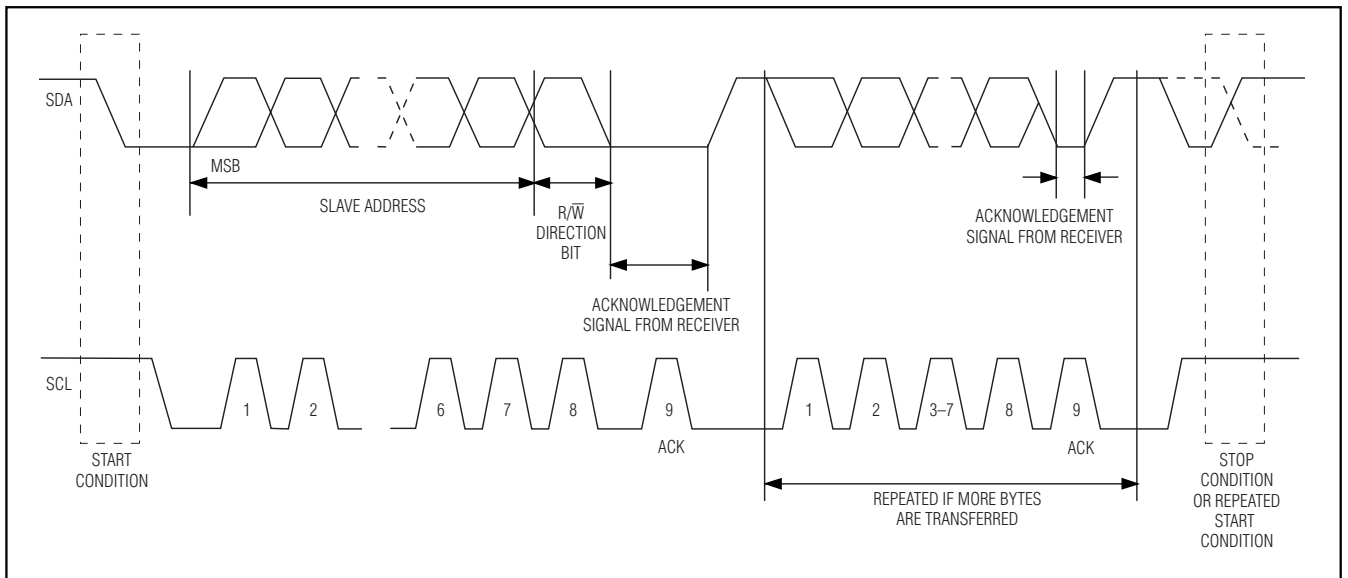 SDA
MSB
SLAVE ADDRESS
R/W̅
DIRECTION
BIT
ACKNOWLEDGEMENT
SIGNAL FROM RECEIVER
ACKNOWLEDGEMENT
SIGNAL FROM RECEIVER
SCL
1 2 6 7 8 9 1 2 3–7 8 9
ACK ACK
START
CONDITION
REPEATED IF MORE BYTES
ARE TRANSFERRED
STOP
CONDITION
OR REPEATED
START
CONDITION